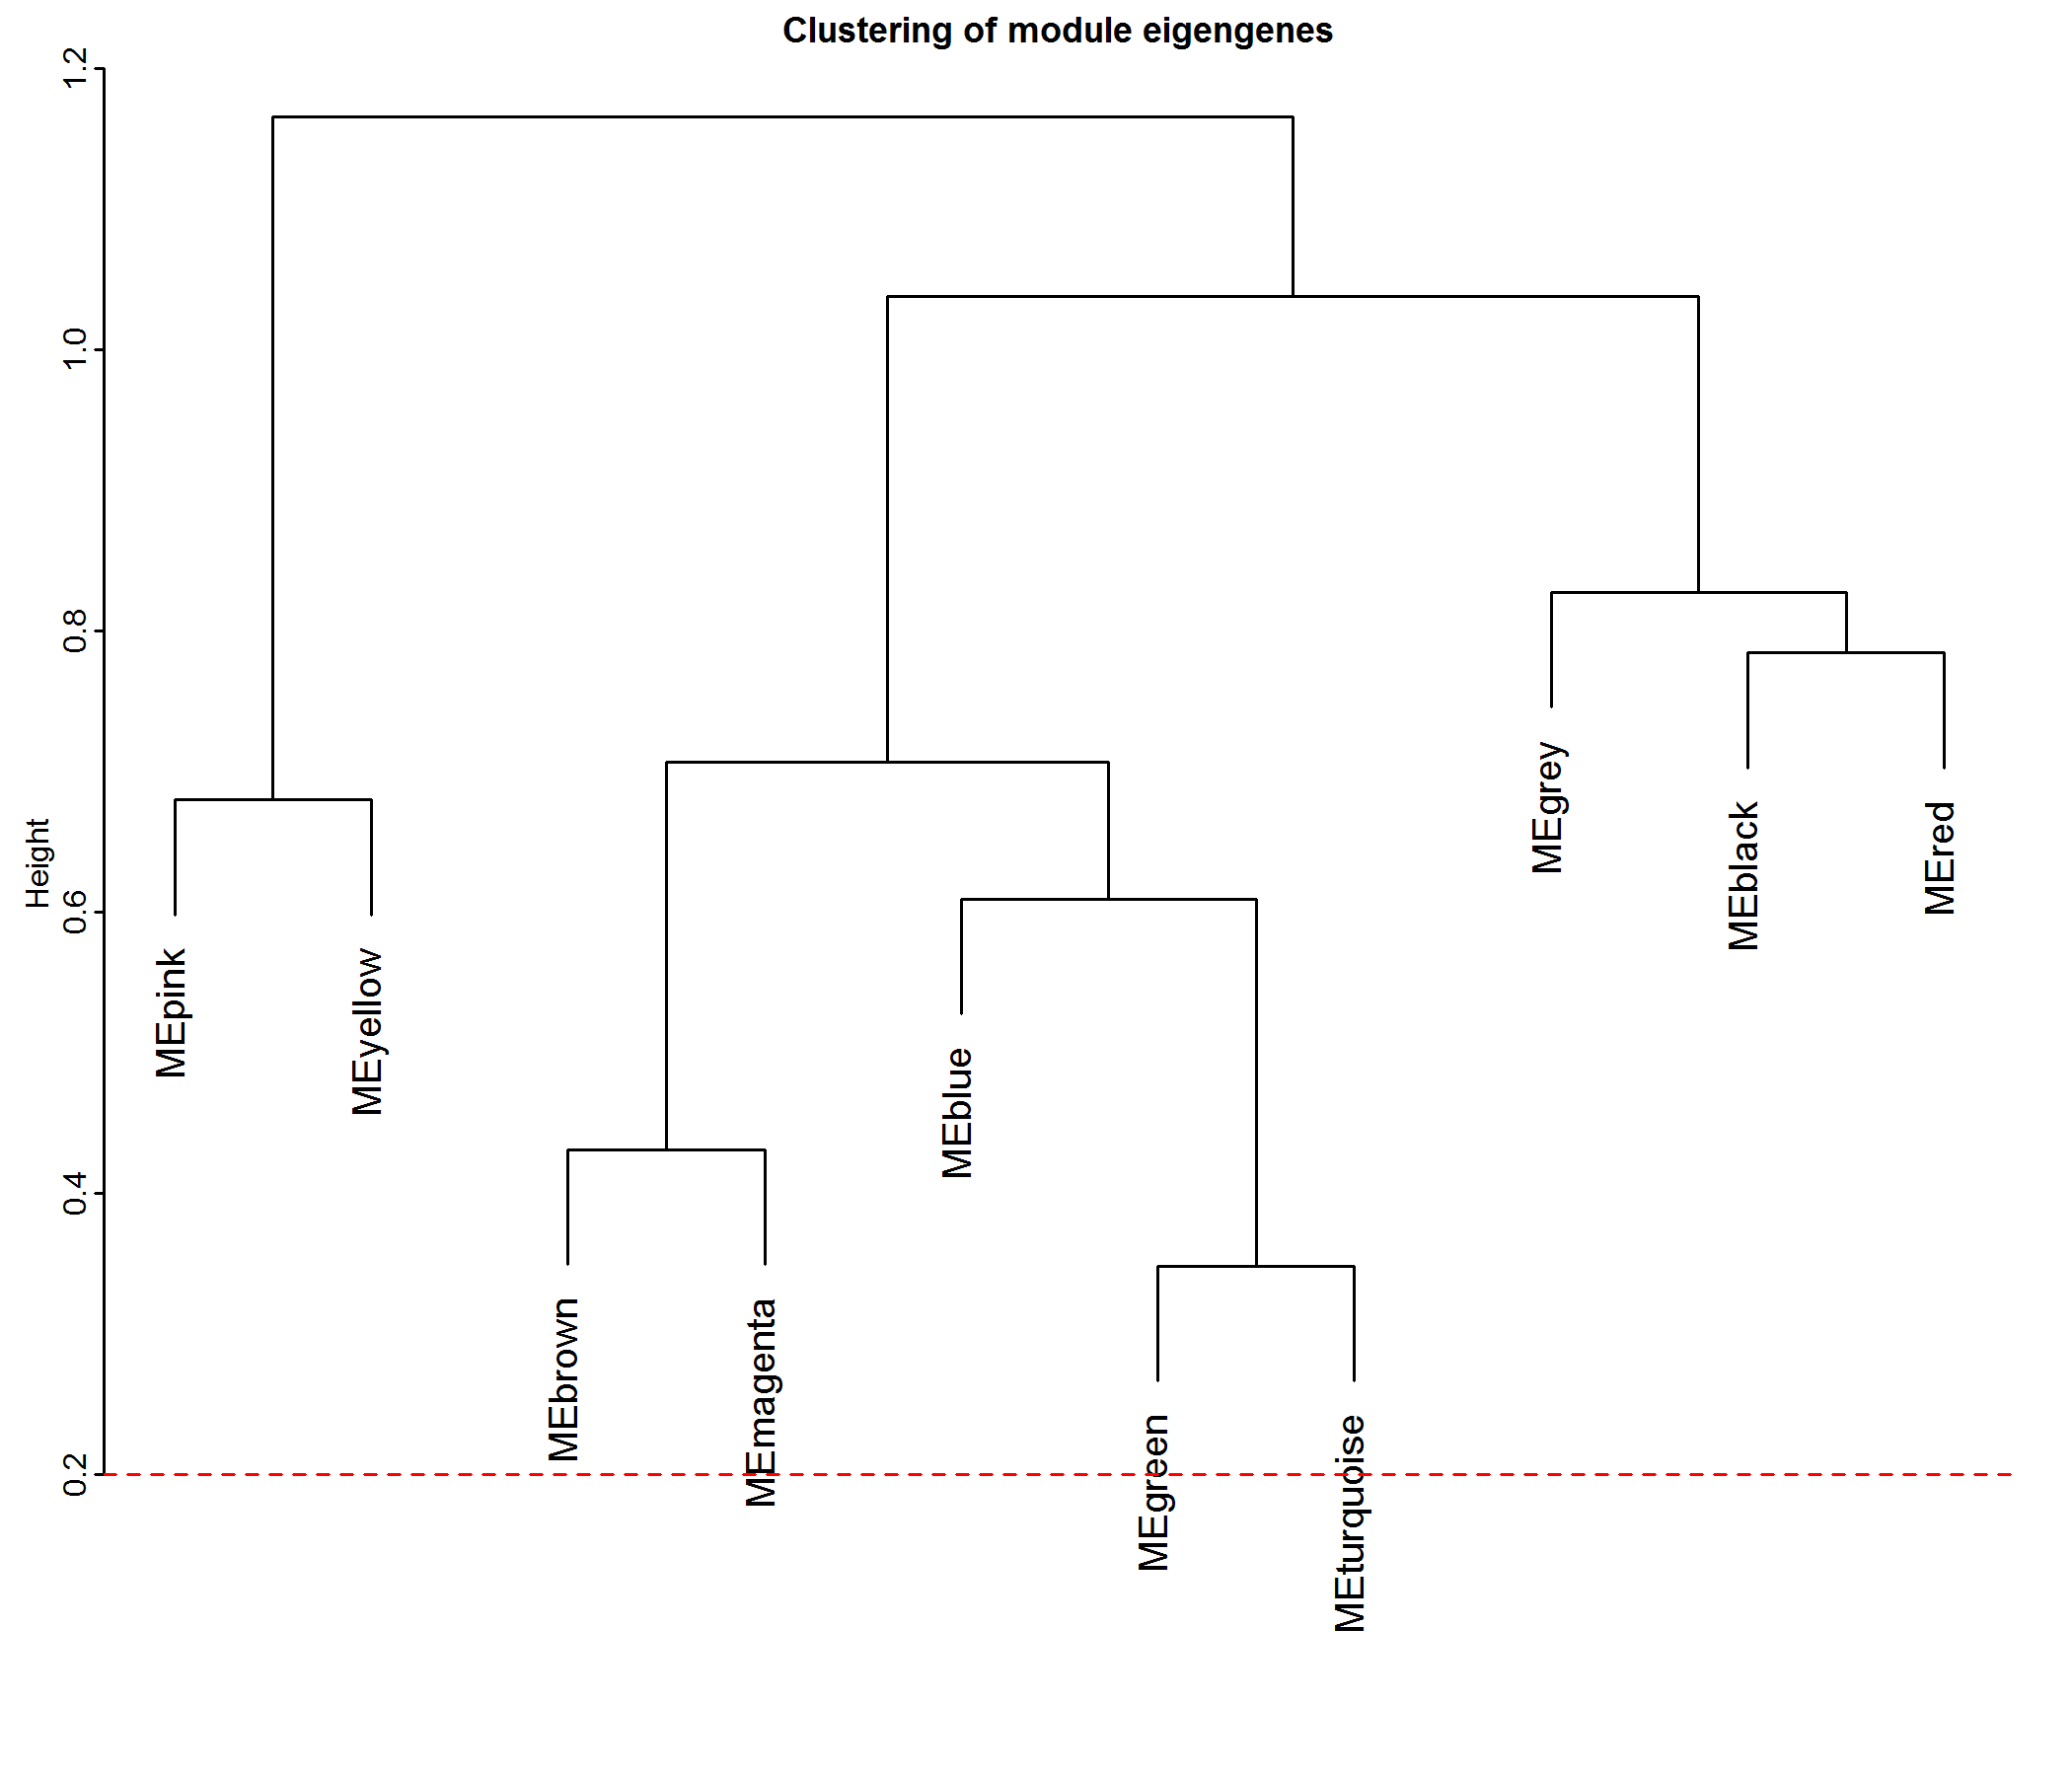 Clustering of module eigengenes
Height
1.2
1.0
0.8
0.6
0.4
0.2
MEpink
MEyellow
MEbrown
MEmagenta
MEblue
MEgreen
MEturquoise
MEgrey
MEblack
MEred